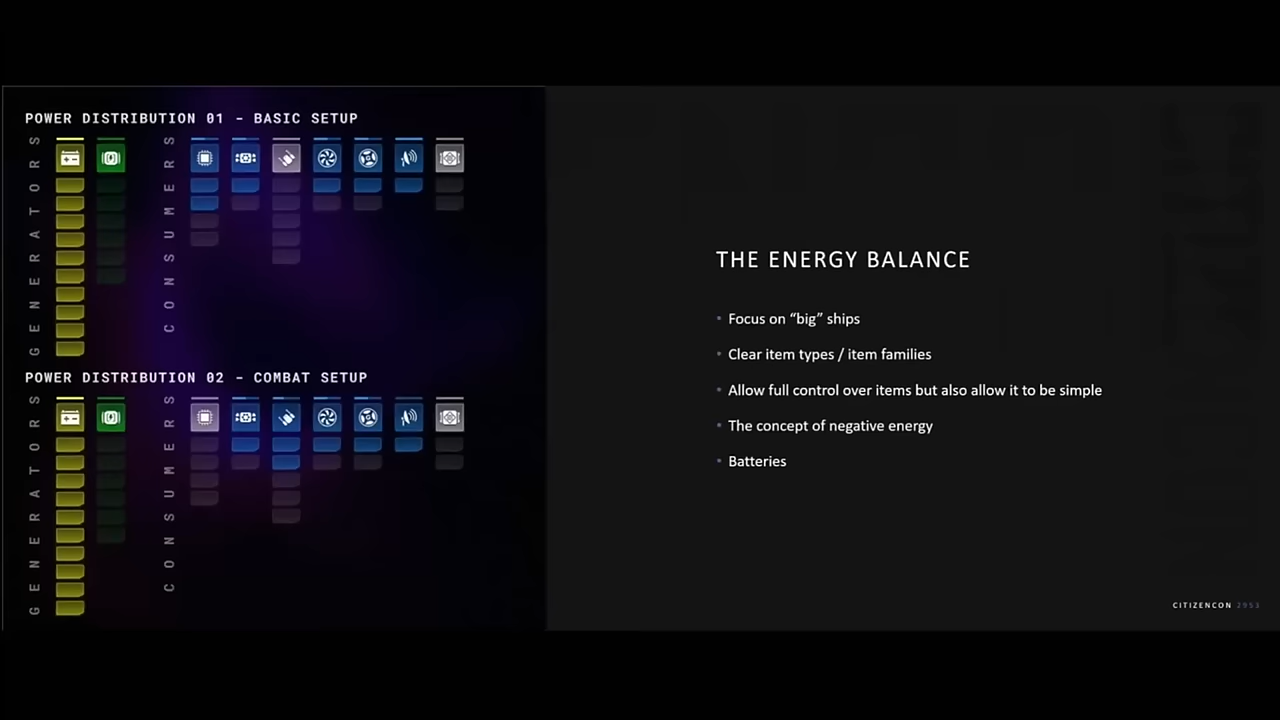 POWER DISTRIBUTION 01 - BASIC SETUP
GENERATORS
CONSUMERS
POWER DISTRIBUTION 02 - COMBAT SETUP
GENERATORS
CONSUMERS
THE ENERGY BALANCE
• Focus on “big” ships
• Clear item types / item families
• Allow full control over items but also allow it to be simple
• The concept of negative energy
• Batteries
CITIZENCON 2953